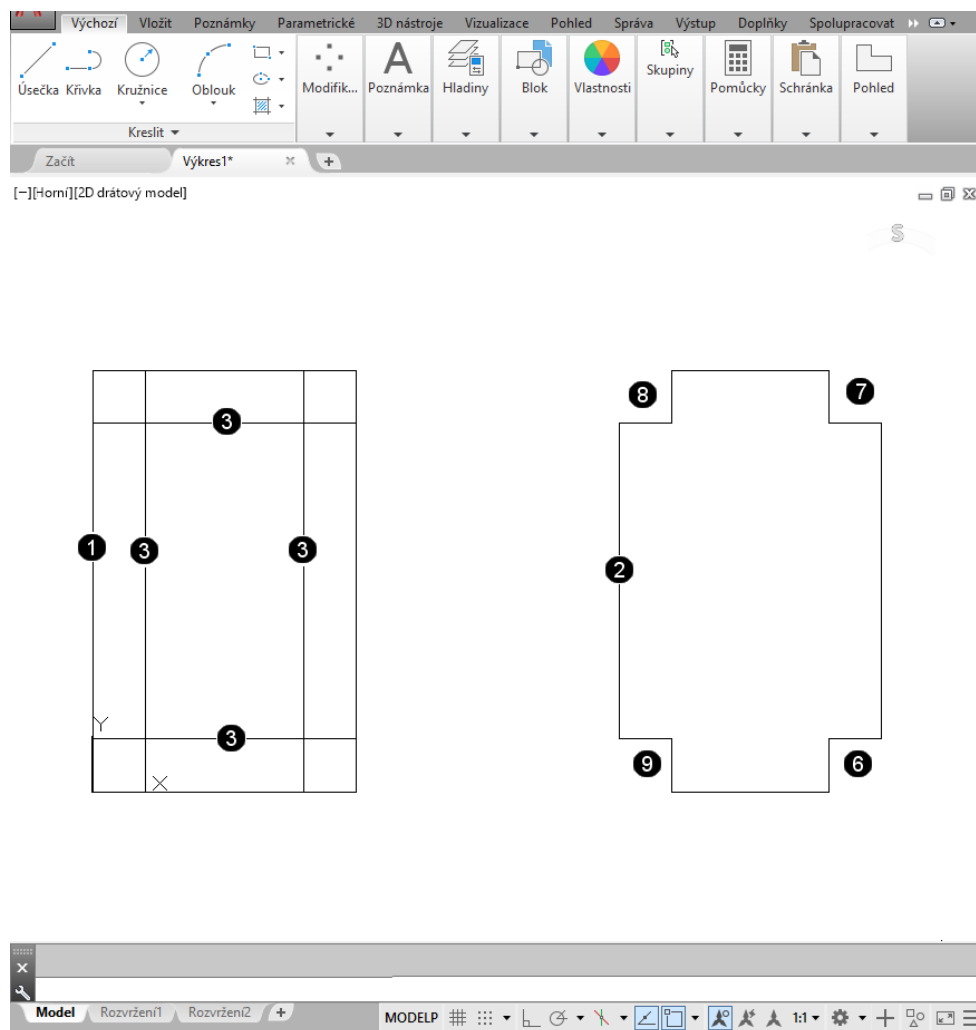 Výchozí Vložit Poznámky Parametrické 3D nástroje Vizualizace Pohled Správa Výstup Doplňky Spolupracovat
Úsečka Křivka Kružnice Oblouk Modifik... Poznámka Hladiny Blok Vlastnosti Skupiny Pomůcky Schránka Pohled
Kreslit
Začít Výkres1*
[−][Horní][2D drátový model]
S
8 7
3
1 3 3
2
Y
3
9 6
X
Model Rozvržení1 Rozvržení2 MODELP 1:1